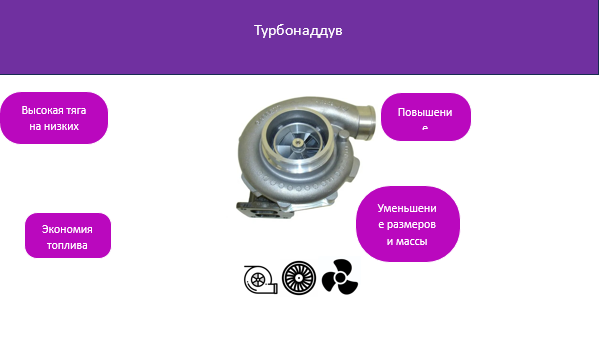 Турбонаддув
Высокая тяга
на низких
Повышени
е
Экономия
топлива
Уменьшени
е размеров
и массы